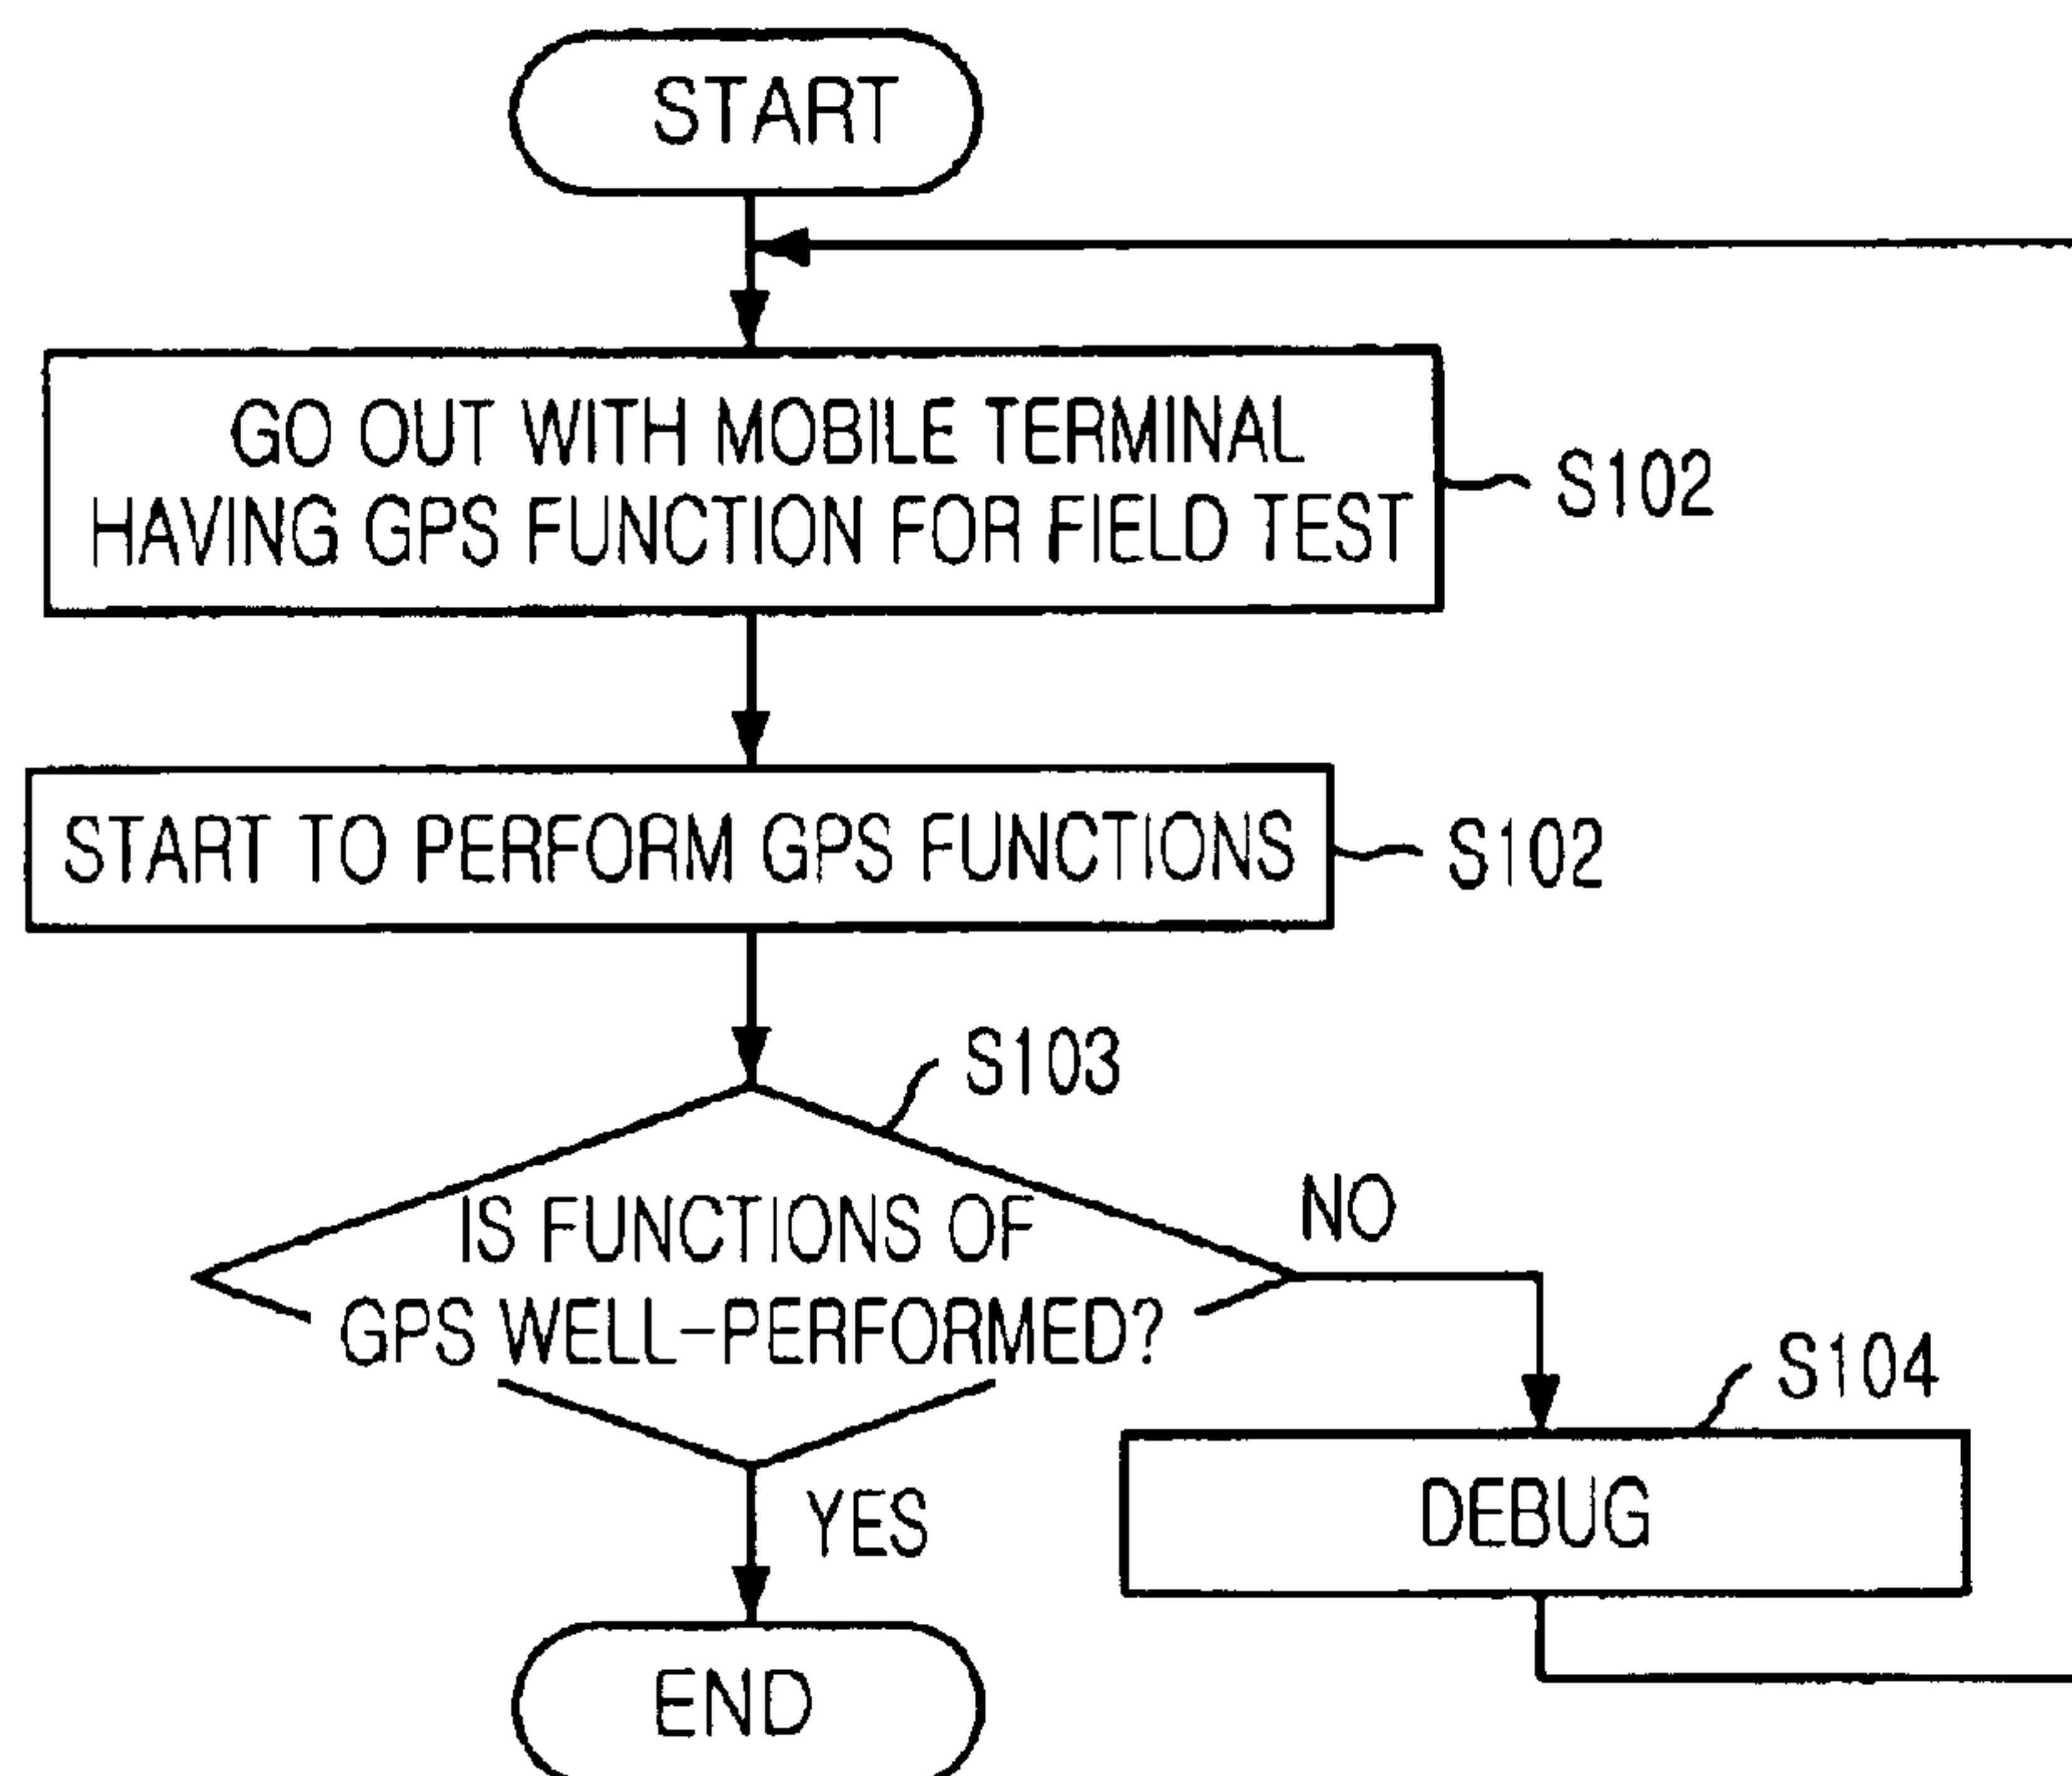 START
GO OUT WITH MOBILE TERMINAL
HAVING GPS FUNCTION FOR FIELD TEST
S102
START TO PERFORM GPS FUNCTIONS
S102
S103
IS FUNCTIONS OF
GPS WELL-PERFORMED?
NO
S104
DEBUG
YES
END